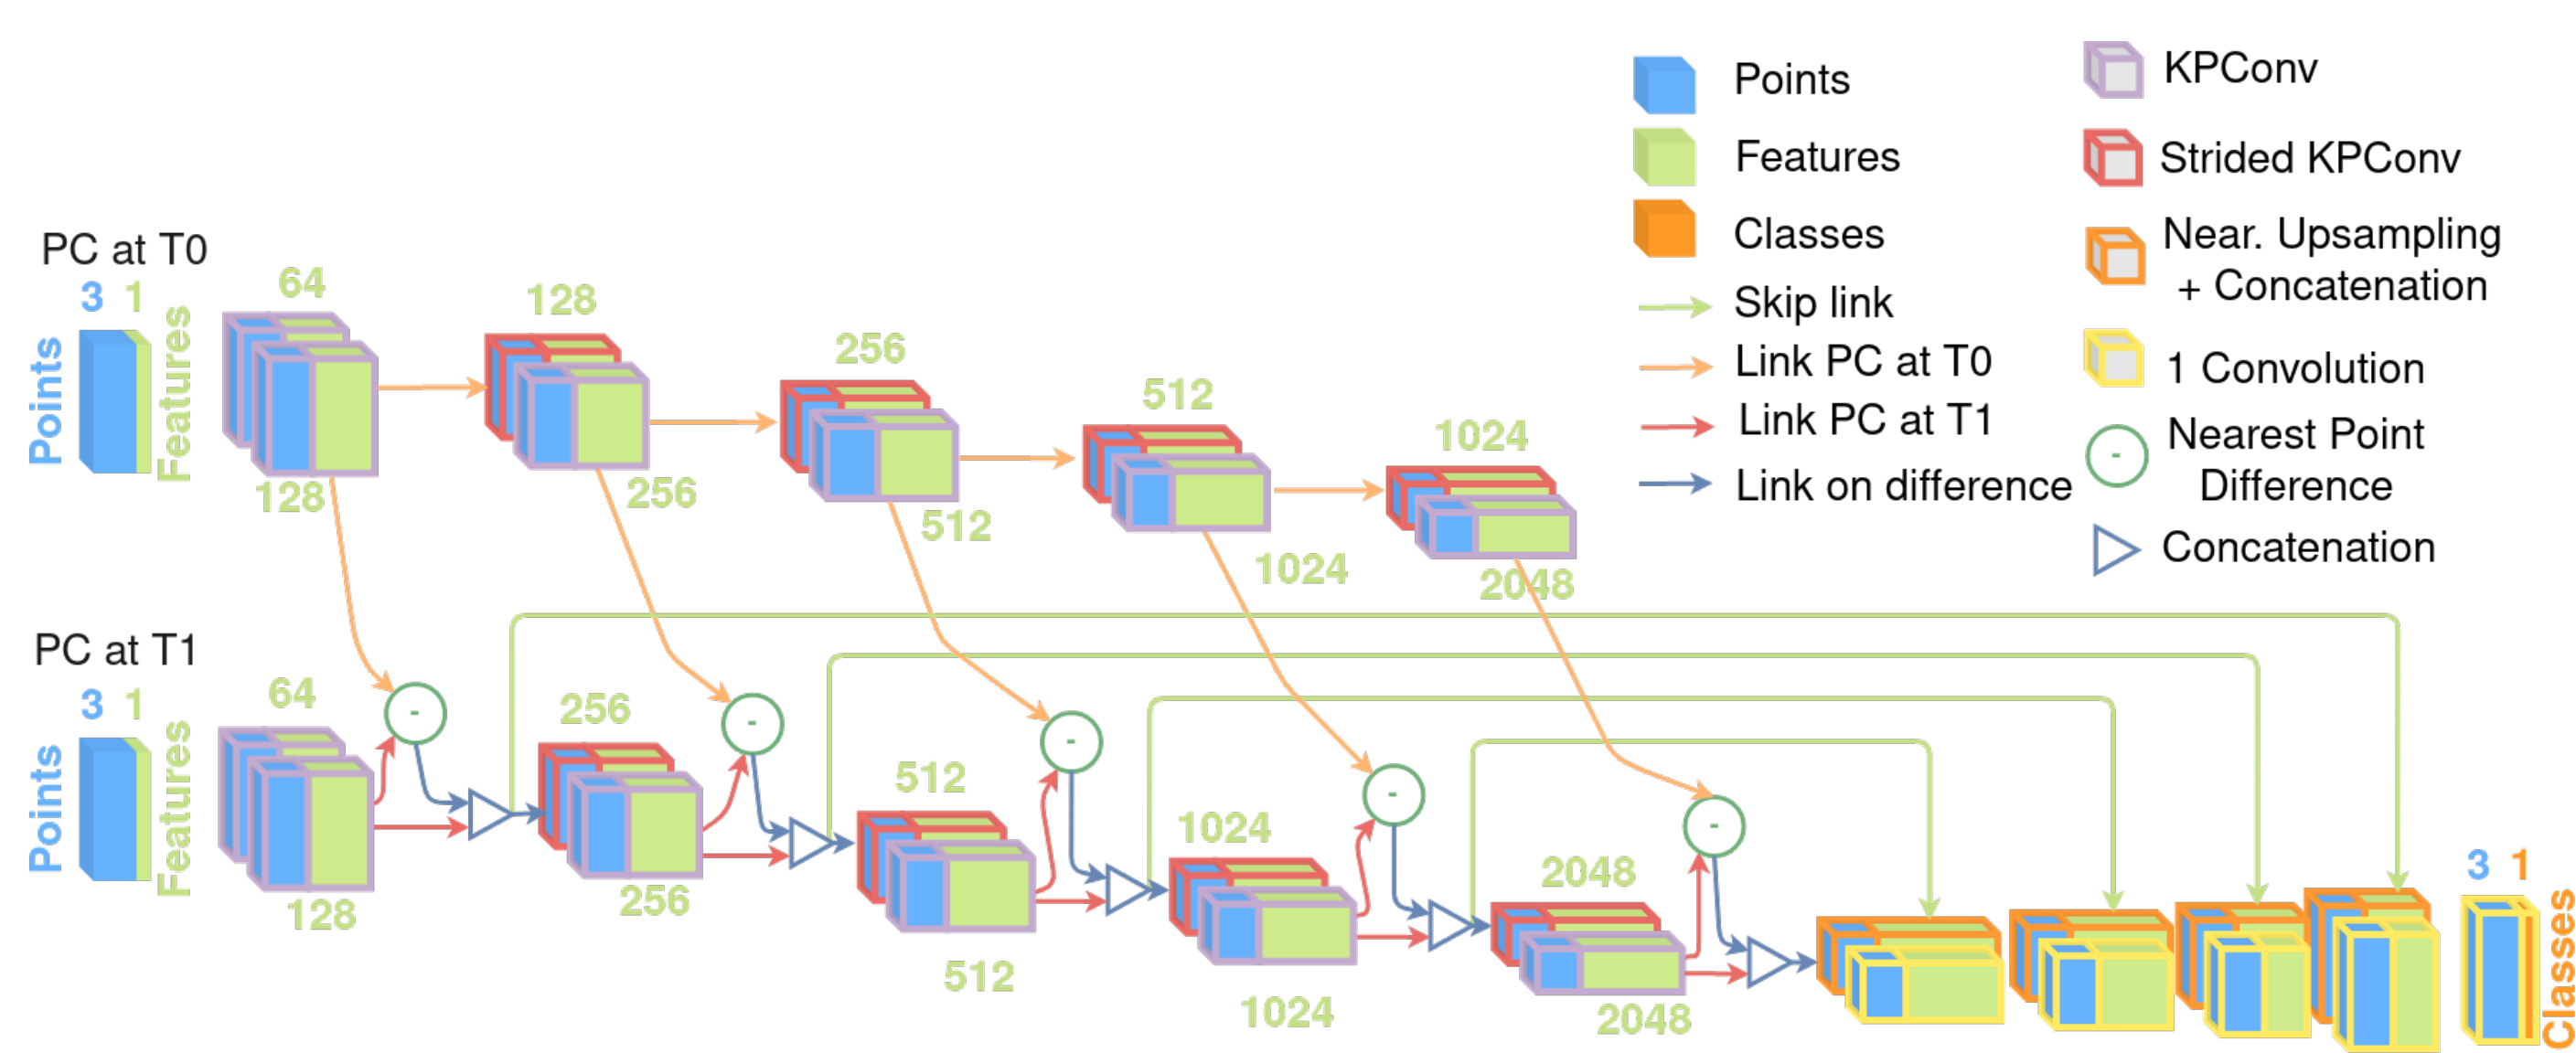 Points
Features
Classes
Skip link
Link PC at T0
Link PC at T1
Link on difference
KPConv
Strided KPConv
Near. Upsampling
+ Concatenation
1 Convolution
Nearest Point
Difference
-
Concatenation
PC at T0
3 1
Points
Features
64
128
128
256
256
512
512
1024
1024
2048
PC at T1
3 1
Points
Features
64
128
-
256
256
-
512
512
-
1024
1024
-
2048
2048
-
3 1
Classes